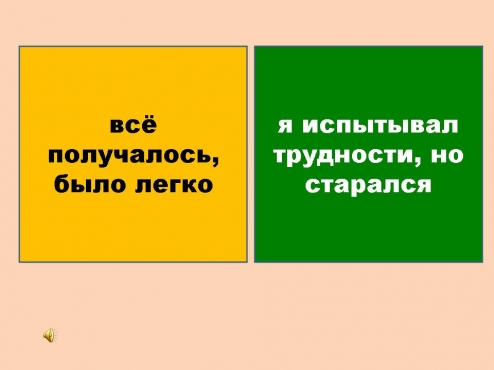 всё
получалось,
было легко
я испытывал
трудности, но
старался